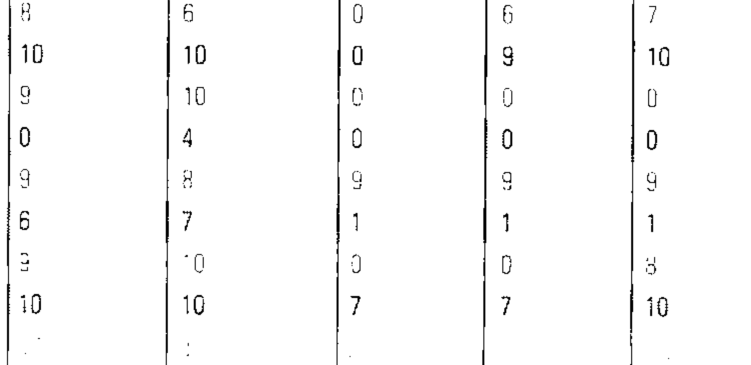 8 6 0 6 7
10 10 0 9 10
9 10 0 0 0
0 4 0 0 0
9 8 9 9 9
6 7 1 1 1
9 10 0 0 8
10 10 7 7 10